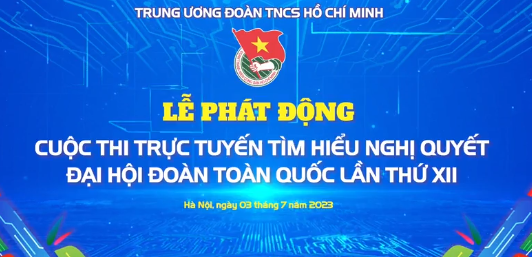 TRUNG ƯƠNG ĐOÀN TNCS HỒ CHÍ MINH
LỄ PHÁT ĐỘNG
CUỘC THI TRỰC TUYẾN TÌM HIỂU NGHỊ QUYẾT
ĐẠI HỘI ĐOÀN TOÀN QUỐC LẦN THỨ XII
Hà Nội, ngày 03 tháng 7 năm 2023